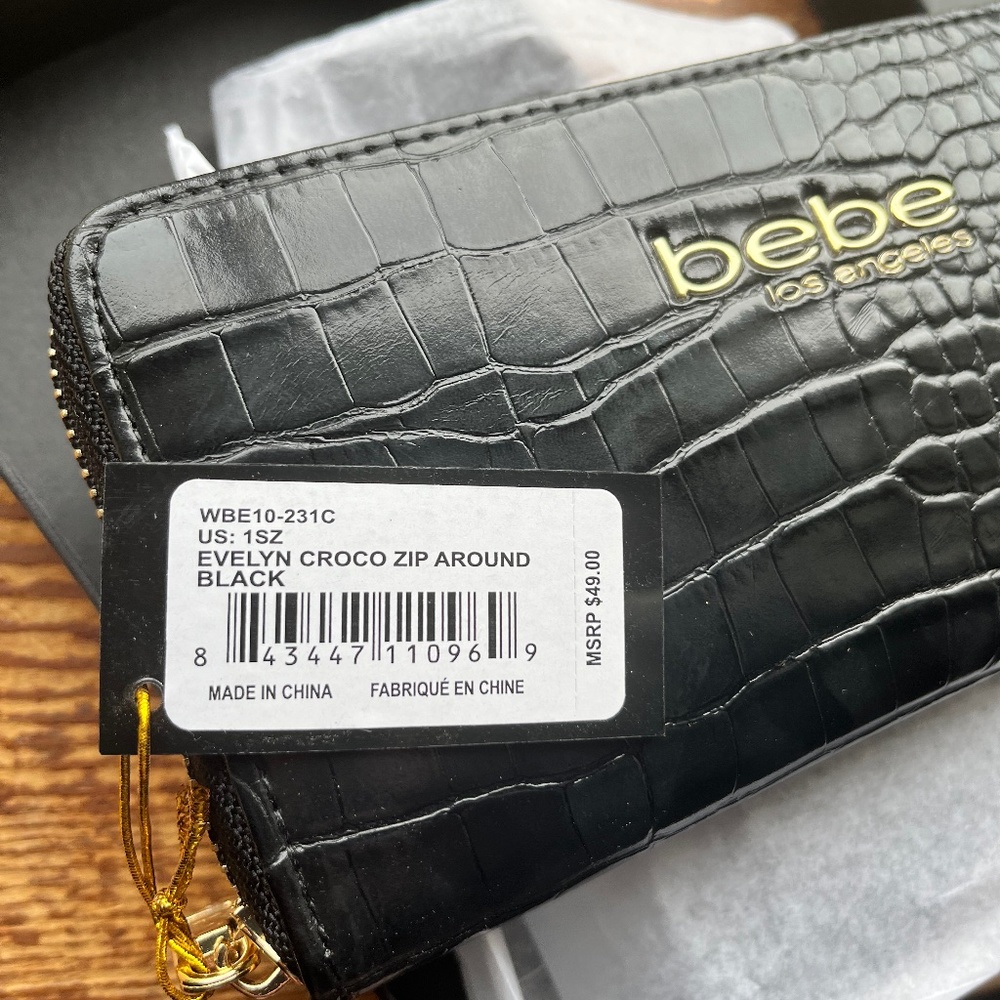 bebe
los angeles
WBE10-231C
US: 1SZ
EVELYN CROCO ZIP AROUND
BLACK
8 43447 11096 9
MADE IN CHINA FABRIQUÉ EN CHINE
MSRP $49.00